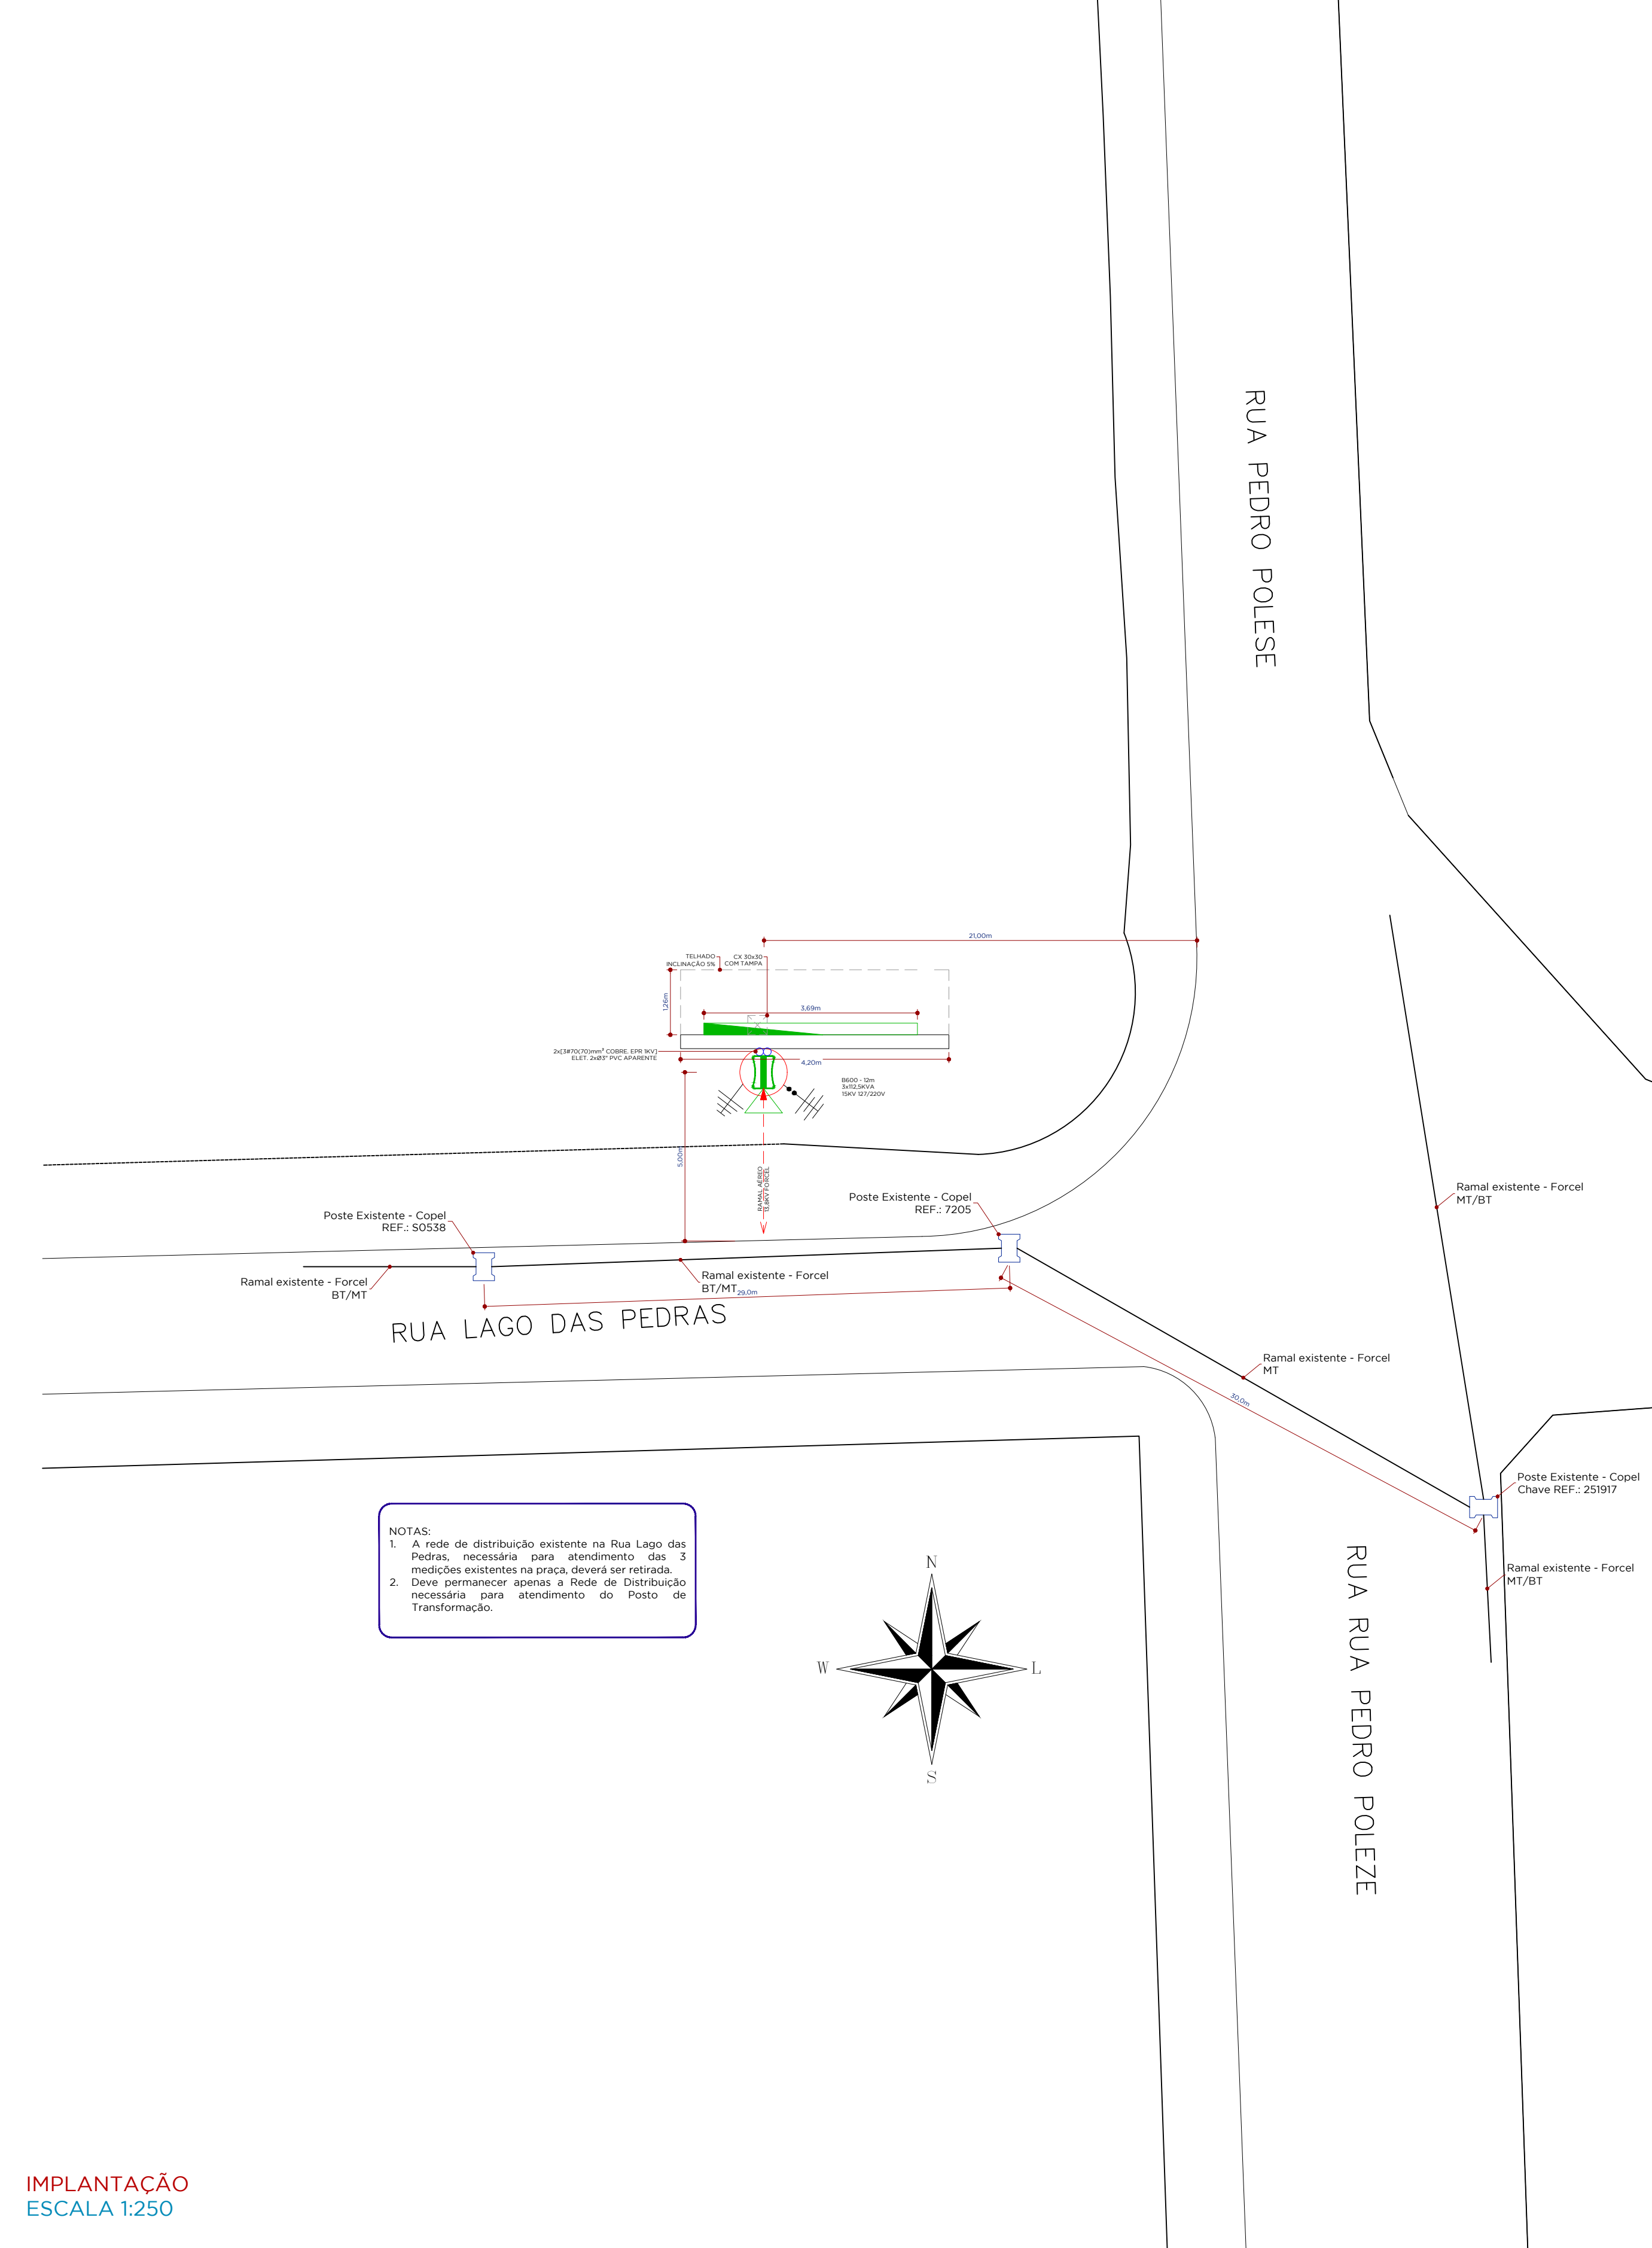 RUA PEDRO POLESE
21,00m
TELHADO
INCLINAÇÃO 5%
CX 30x30
COM TAMPA
1,26m
3,69m
2x[3#70(70)mm² COBRE. EPR 1KV]
ELET. 2xØ3" PVC APARENTE
4,20m
B600 - 12m
3x112,5KVA
15KV 127/220V
5,00m
RAMAL AÉREO
13,8KV FORCEL
Ramal existente - Forcel
MT/BT
Poste Existente - Copel
REF.: 7205
Poste Existente - Copel
REF.: S0538
Ramal existente - Forcel
BT/MT
Ramal existente - Forcel
BT/MT
29,0m
RUA LAGO DAS PEDRAS
Ramal existente - Forcel
MT
30,0m
Poste Existente - Copel
Chave REF.: 251917
Ramal existente - Forcel
MT/BT
NOTAS:
1. A rede de distribuição existente na Rua Lago das
Pedras, necessária para atendimento das 3
medições existentes na praça, deverá ser retirada.
2. Deve permanecer apenas a Rede de Distribuição
necessária para atendimento do Posto de
Transformação.
N
W
L
S
RUA RUA PEDRO POLEZE
IMPLANTAÇÃO
ESCALA 1:250